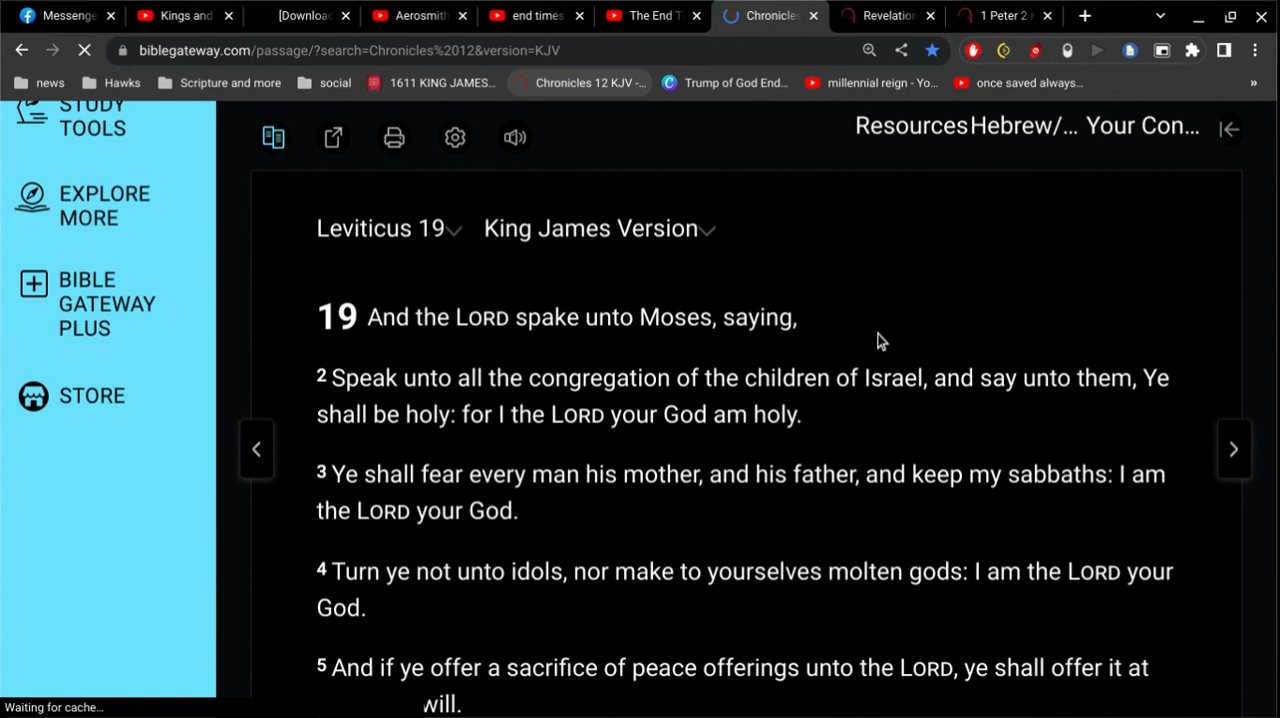 Messenge
Kings and
[Downloac
Aerosmith
end times
The End T
Chronicles
Revelation
1 Peter 2
biblegateway.com/passage/?search=Chronicles%2012&version=KJV
news
Hawks
Scripture and more
social
1611 KING JAMES...
Chronicles 12 KJV -...
Trump of God End...
millennial reign - Yo...
once saved always...
»
STUDY
TOOLS
EXPLORE
MORE
BIBLE
GATEWAY
PLUS
STORE
Resources Hebrew/... Your Con...
Leviticus 19 King James Version
19 And the LORD spake unto Moses, saying,
2 Speak unto all the congregation of the children of Israel, and say unto them, Ye
shall be holy: for I the LORD your God am holy.
3 Ye shall fear every man his mother, and his father, and keep my sabbaths: I am
the LORD your God.
4 Turn ye not unto idols, nor make to yourselves molten gods: I am the LORD your
God.
5 And if ye offer a sacrifice of peace offerings unto the LORD, ye shall offer it at
will.
Waiting for cache...